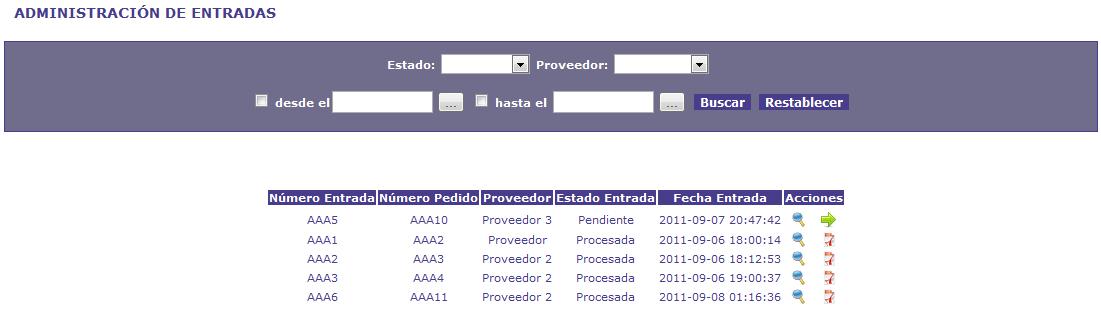 ADMINISTRACIÓN DE ENTRADAS
Estado: Proveedor:
desde el ... hasta el ... Buscar Restablecer
Número Entrada Número Pedido Proveedor Estado Entrada Fecha Entrada Acciones
AAA5 AAA10 Proveedor 3 Pendiente 2011-09-07 20:47:42
AAA1 AAA2 Proveedor Procesada 2011-09-06 18:00:14
AAA2 AAA3 Proveedor 2 Procesada 2011-09-06 18:12:53
AAA3 AAA4 Proveedor 2 Procesada 2011-09-06 19:00:37
AAA6 AAA11 Proveedor 2 Procesada 2011-09-08 01:16:36